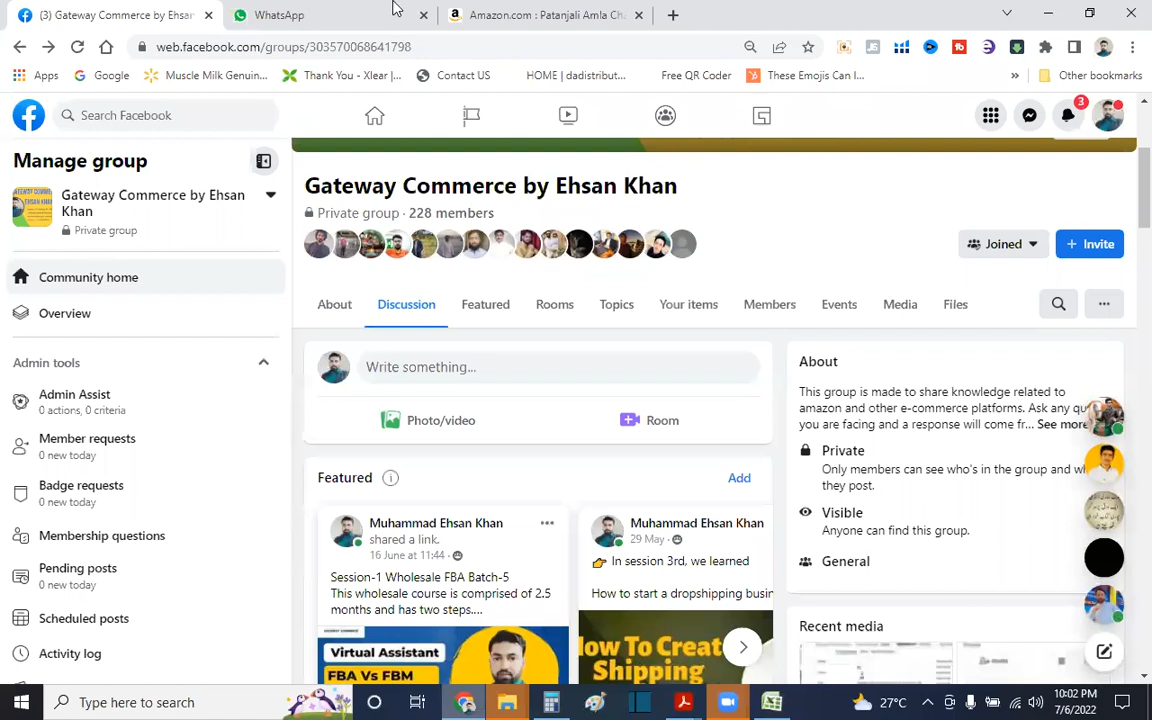 (3) Gateway Commerce by Ehsan
WhatsApp
Amazon.com : Patanjali Amla Ch
web.facebook.com/groups/303570068641798
Apps
Google
Muscle Milk Genuin...
Thank You - Xlear |...
Contact US
HOME | dadistribut...
Free QR Coder
These Emojis Can I...
Other bookmarks
Search Facebook
3
Manage group
Gateway Commerce by Ehsan
Khan
Private group
Community home
Overview
Admin tools
Admin Assist
0 actions, 0 criteria
Member requests
0 new today
Badge requests
0 new today
Membership questions
Pending posts
0 new today
Scheduled posts
Activity log
Gateway Commerce by Ehsan Khan
Private group · 228 members
Joined
+ Invite
About
Discussion
Featured
Rooms
Topics
Your items
Members
Events
Media
Files
Write something...
Photo/video
Room
Featured
Add
Muhammad Ehsan Khan
shared a link.
16 June at 11:44
Session-1 Wholesale FBA Batch-5
This wholesale course is comprised of 2.5
months and has two steps....
Virtual Assistant
FBA Vs FBM
Muhammad Ehsan Khan
29 May
👉 In session 3rd, we learned
How to start a dropshipping busin
How To Create
Shipping
About
This group is made to share knowledge related to
amazon and other e-commerce platforms. Ask any qu
you are facing and a response will come fr... See more
Private
Only members can see who's in the group and wh
they post.
Visible
Anyone can find this group.
General
Recent media
Type here to search
27°C
10:02 PM
7/6/2022